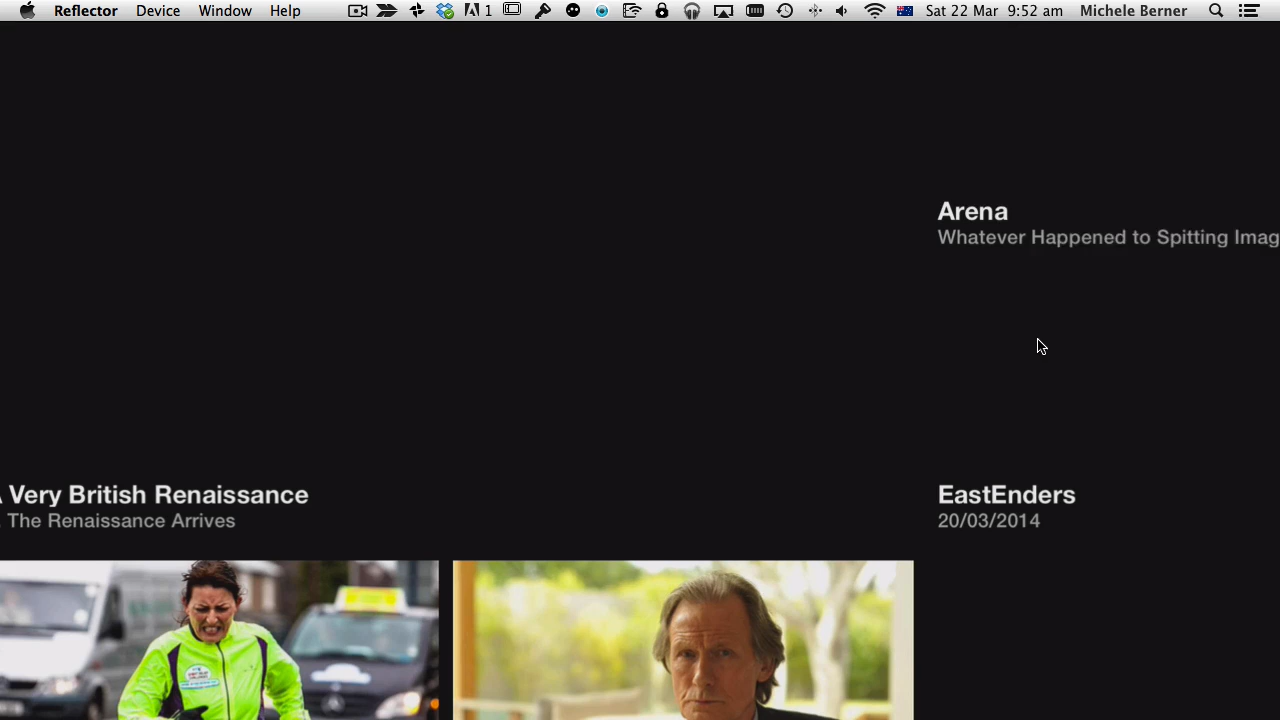 Reflector Device Window Help 1 Sat 22 Mar 9:52 am Michele Berner
Arena
Whatever Happened to Spitting Imag
A Very British Renaissance
The Renaissance Arrives
EastEnders
20/03/2014